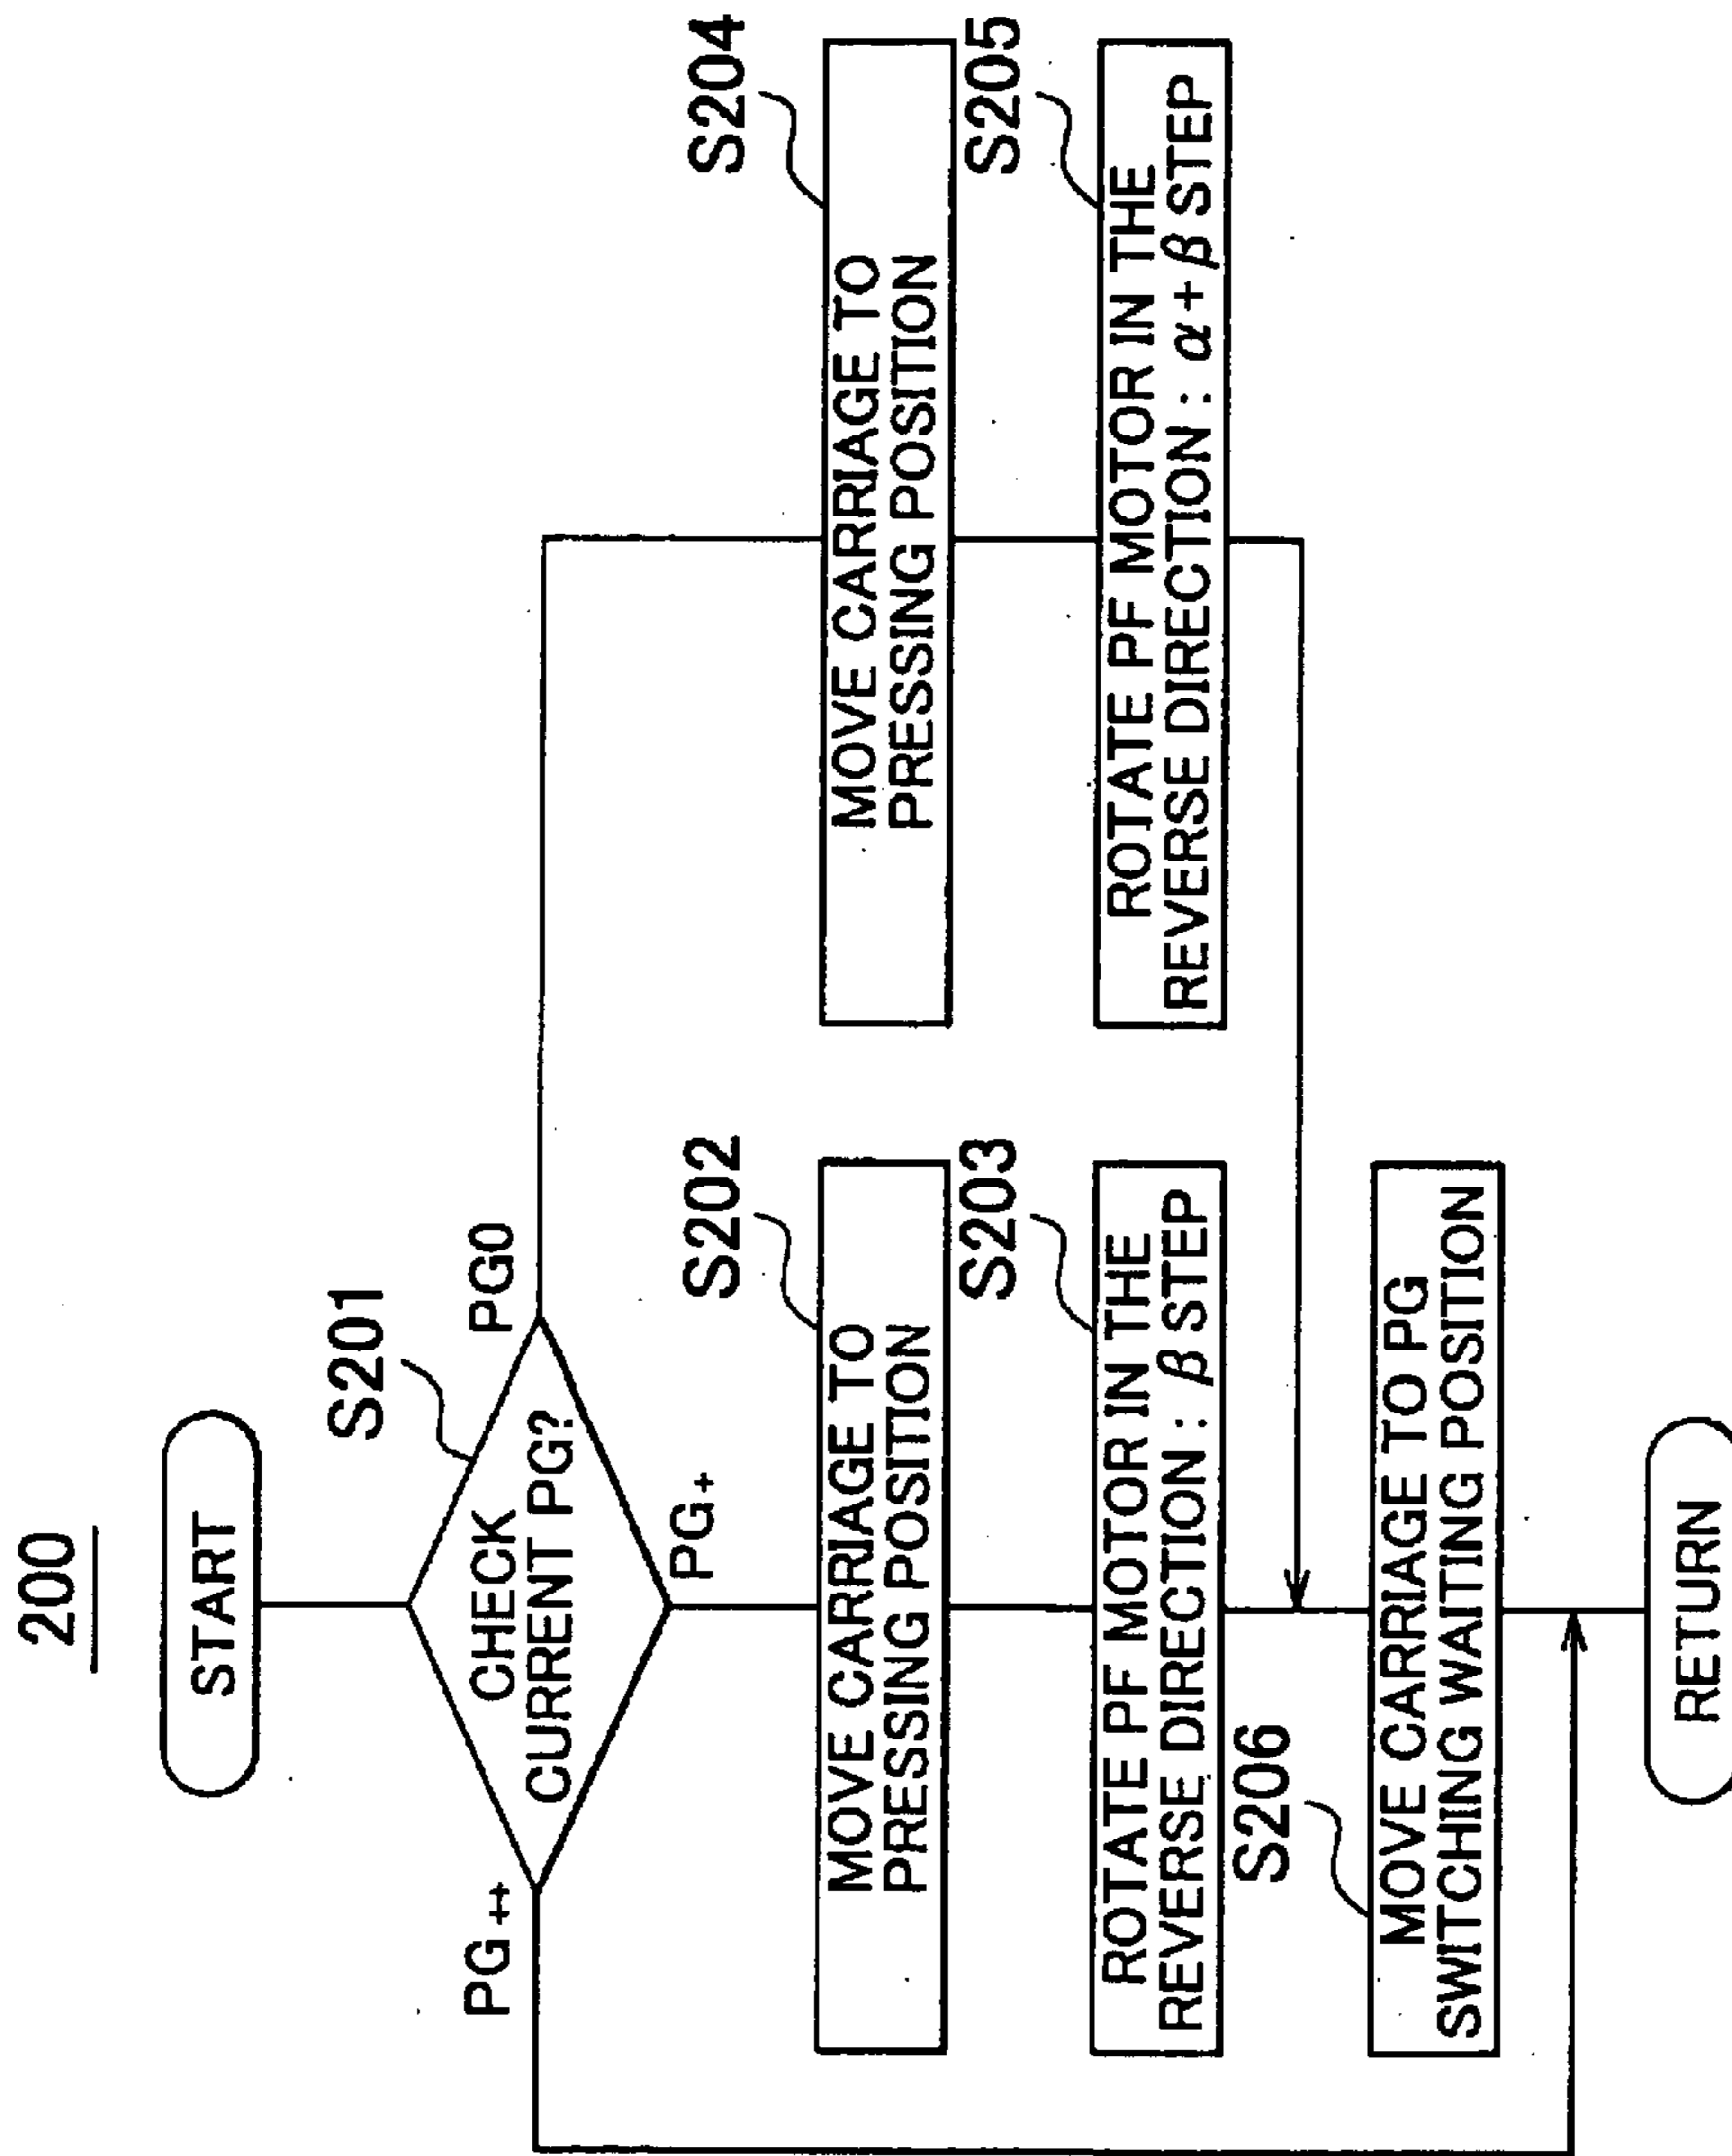 200
START
S201
CHECK
CURRENT PG?
PG++
PG0
PG+
S202
MOVE CARRIAGE TO
PRESSING POSITION
S204
MOVE CARRIAGE TO
PRESSING POSITION
S203
ROTATE PF MOTOR IN THE
REVERSE DIRECTION : β STEP
S205
ROTATE PF MOTOR IN THE
REVERSE DIRECTION : α+β STEP
S206
MOVE CARRIAGE TO PG
SWITCHING WAITING POSITION
RETURN